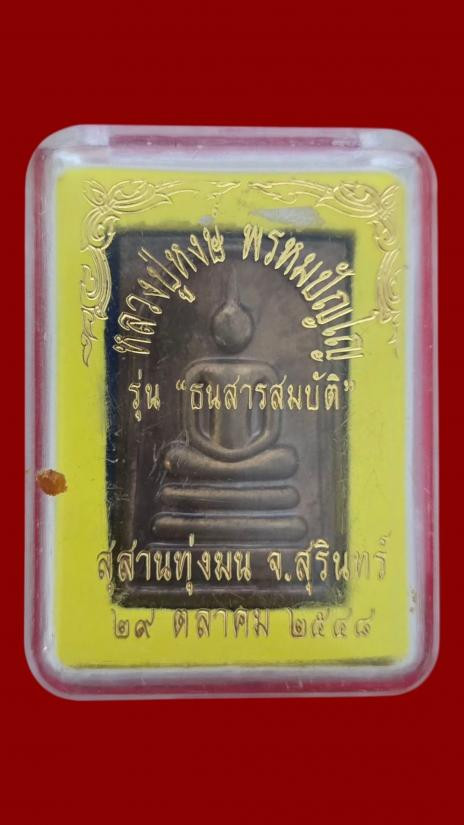 หลวงปู่หงษ์ พรหมปัญโญ
รุ่น “ธนสารสมบัติ”
สุสานทุ่งมน จ.สุรินทร์
๒๙ ตุลาคม ๒๕๔๘